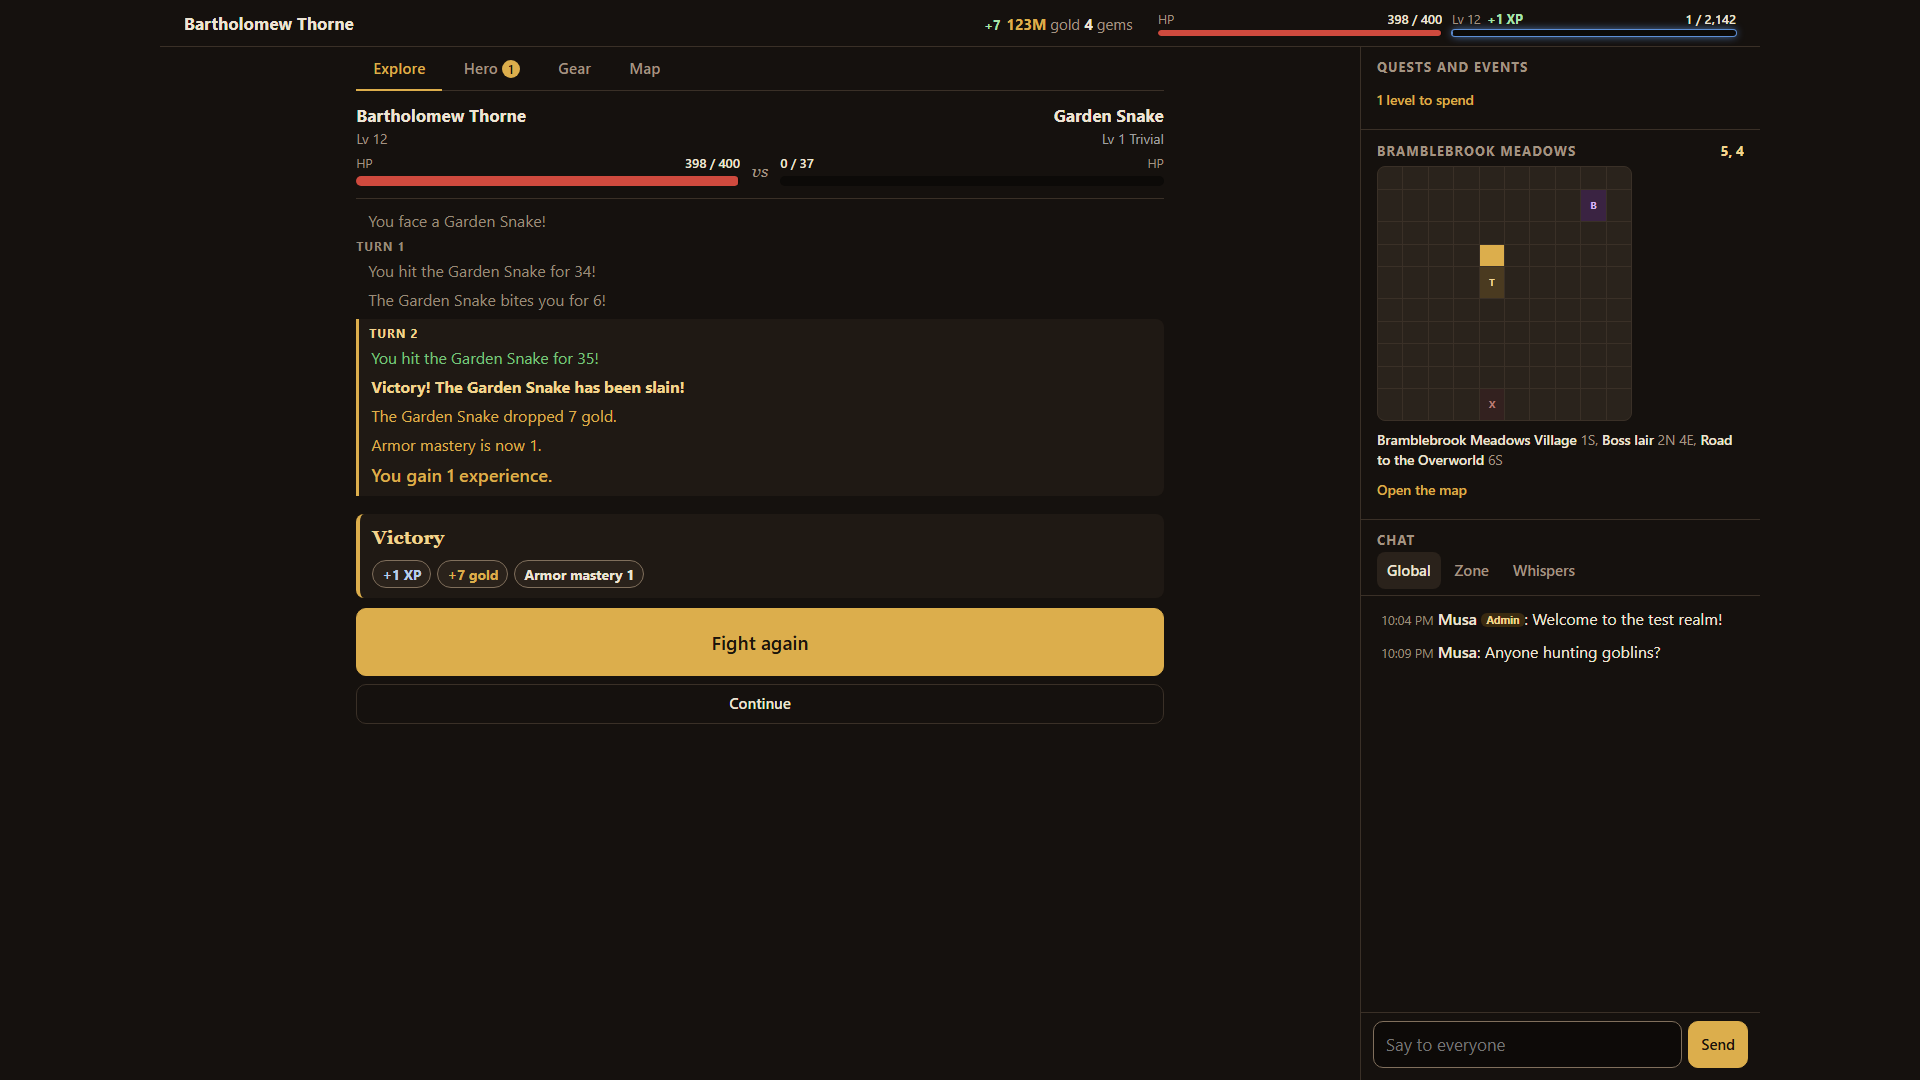 Bartholomew Thorne
+7 123M gold 4 gems
HP 398 / 400
Lv 12 +1 XP 1 / 2,142
Explore Hero 1 Gear Map
Bartholomew Thorne
Lv 12
HP 398 / 400
vs
Garden Snake
Lv 1 Trivial
0 / 37 HP
You face a Garden Snake!
TURN 1
You hit the Garden Snake for 34!
The Garden Snake bites you for 6!
TURN 2
You hit the Garden Snake for 35!
Victory! The Garden Snake has been slain!
The Garden Snake dropped 7 gold.
Armor mastery is now 1.
You gain 1 experience.
Victory
+1 XP +7 gold Armor mastery 1
Fight again
Continue
QUESTS AND EVENTS
1 level to spend
BRAMBLEBROOK MEADOWS 5, 4
B
T
X
Bramblebrook Meadows Village 1S, Boss lair 2N 4E, Road
to the Overworld 6S
Open the map
CHAT
Global Zone Whispers
10:04 PM Musa Admin : Welcome to the test realm!
10:09 PM Musa: Anyone hunting goblins?
Say to everyone
Send